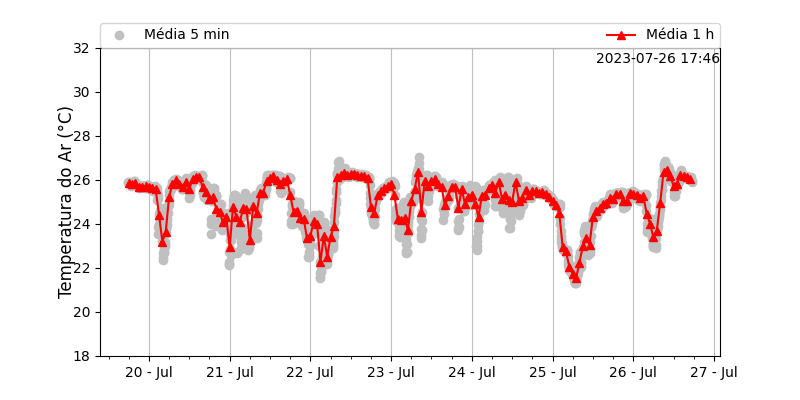 Média 5 min
Média 1 h
2023-07-26 17:46
Temperatura do Ar (°C)
32
30
28
26
24
22
20
18
20 - Jul
21 - Jul
22 - Jul
23 - Jul
24 - Jul
25 - Jul
26 - Jul
27 - Jul